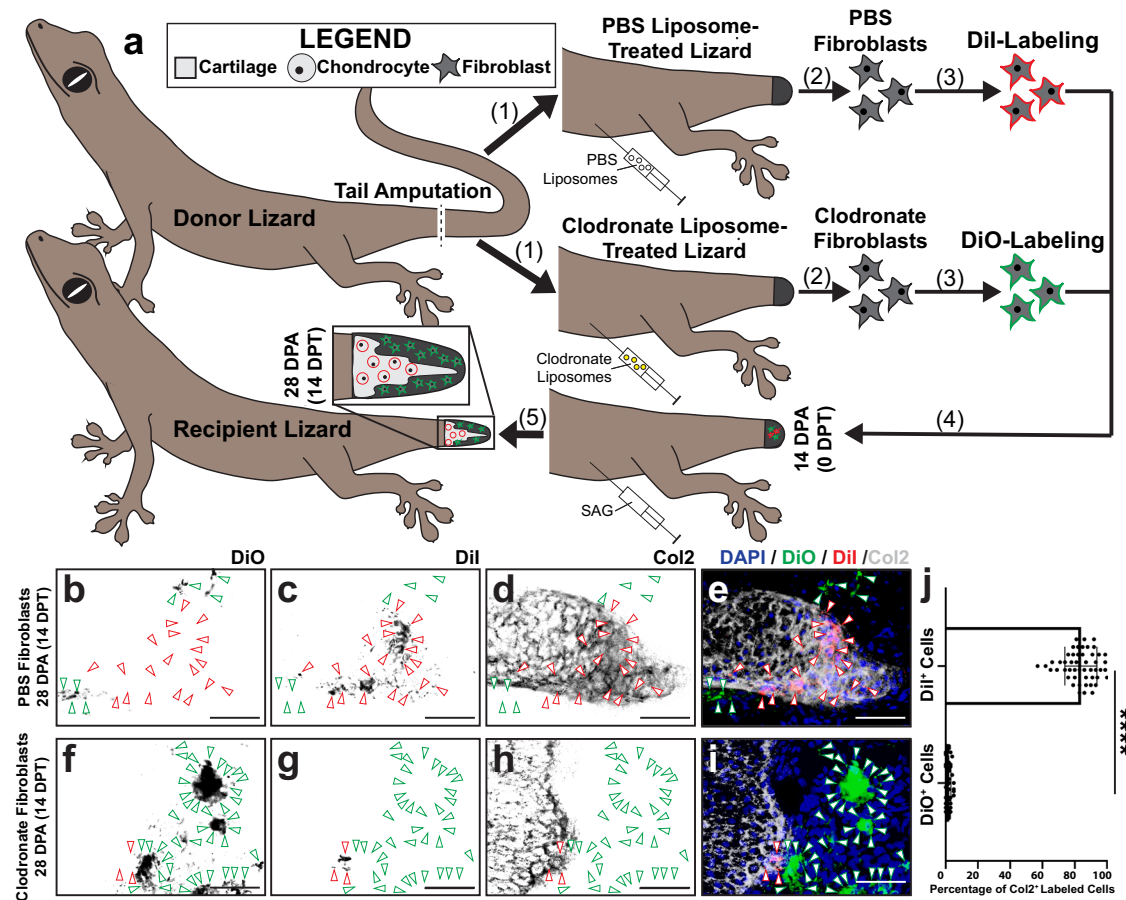 a
LEGEND
Cartilage
Chondrocyte
Fibroblast
PBS Liposome-
Treated Lizard
PBS
Fibroblasts
DiI-Labeling
(1)
(2)
(3)
PBS
Liposomes
Tail Amputation
Donor Lizard
(1)
Clodronate Liposome-
Treated Lizard
Clodronate
Fibroblasts
DiO-Labeling
(2)
(3)
Clodronate
Liposomes
28 DPA
(14 DPT)
Recipient Lizard
(5)
14 DPA
(0 DPT)
(4)
SAG
DiO
DiI
Col2
DAPI / DiO / DiI /Col2
PBS Fibroblasts
28 DPA (14 DPT)
b
c
d
e
j
Clodronate Fibroblasts
28 DPA (14 DPT)
f
g
h
i
DiI+ Cells
DiO+ Cells
****
0 20 40 60 80 100
Percentage of Col2+ Labeled Cells